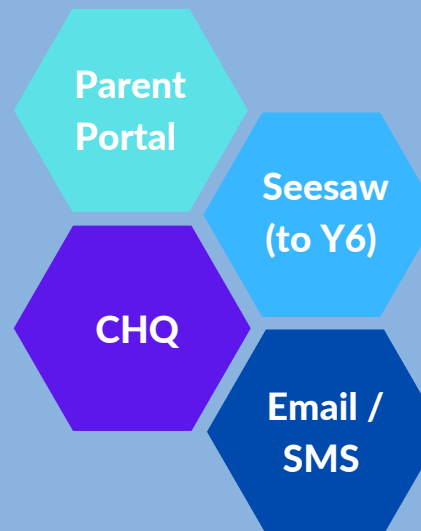 Parent
Portal
Seesaw
(to Y6)
CHQ
Email /
SMS